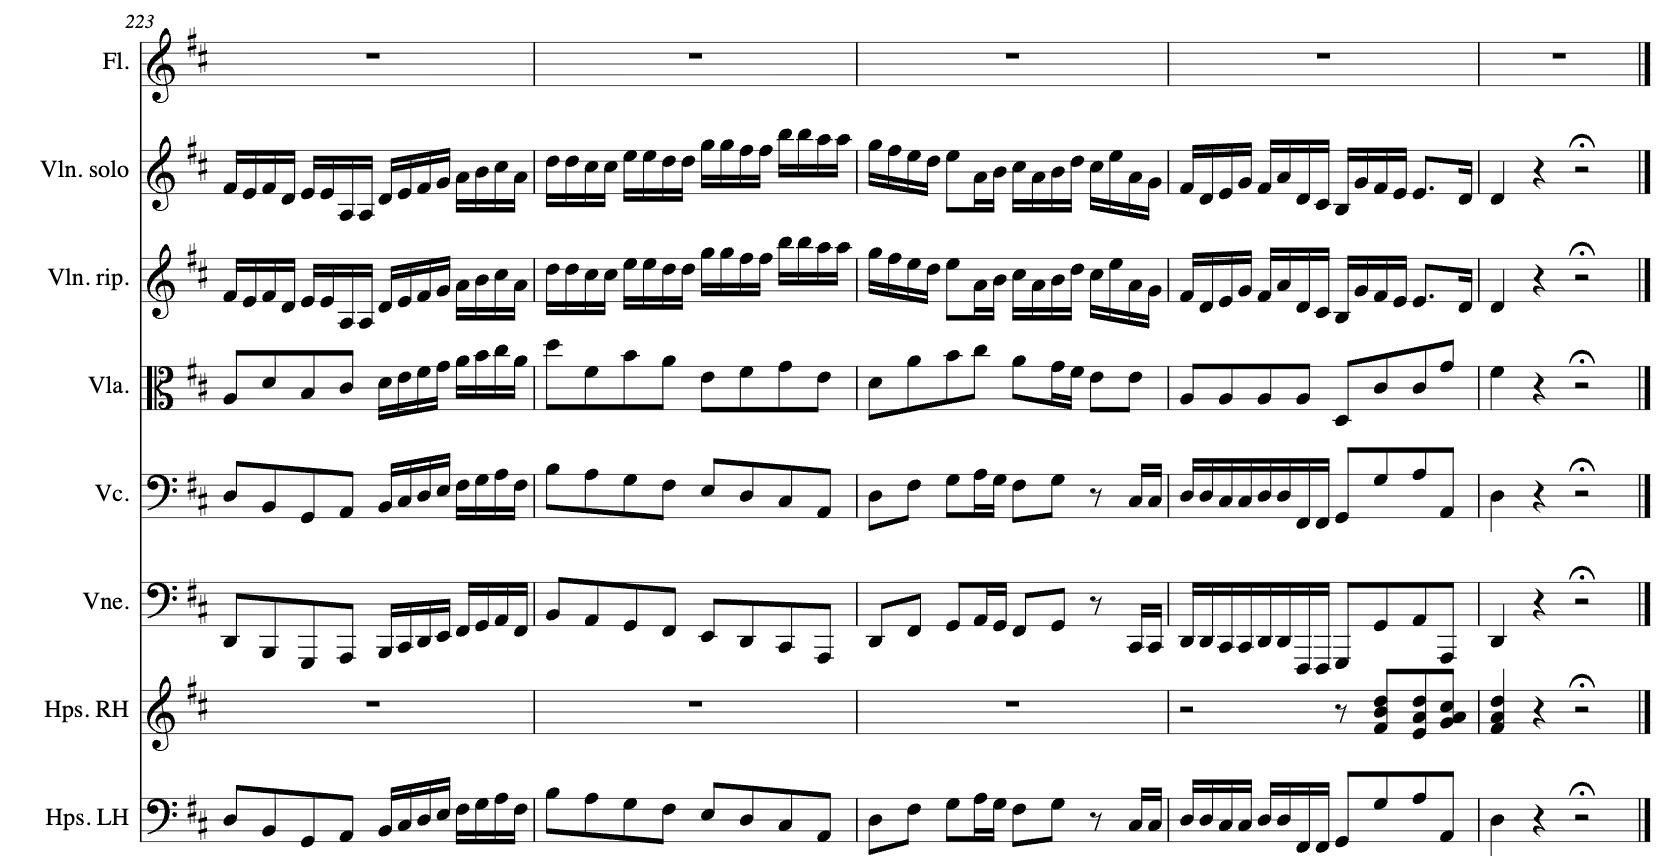 223
Fl.
Vln. solo
Vln. rip.
Vla.
Vc.
Vne.
Hps. RH
Hps. LH